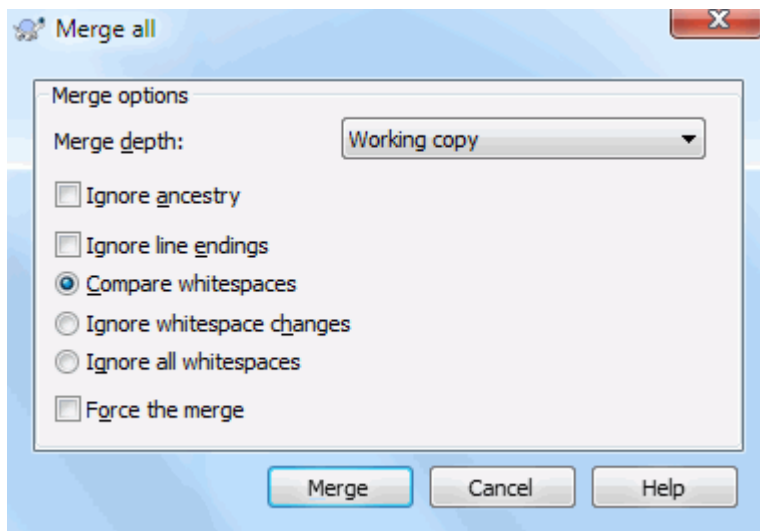 Merge all
Merge options
Merge depth: Working copy
Ignore ancestry
Ignore line endings
Compare whitespaces
Ignore whitespace changes
Ignore all whitespaces
Force the merge
Merge Cancel Help